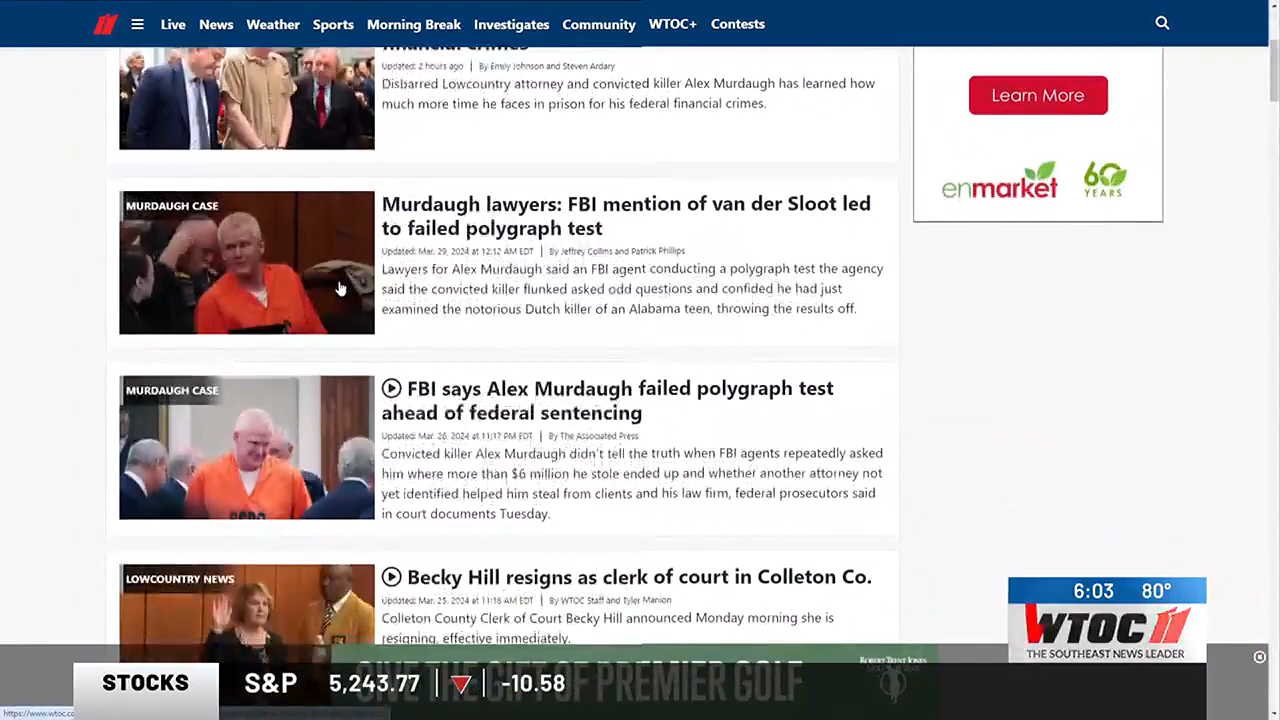 11 Live News Weather Sports Morning Break Investigates Community WTOC+ Contests
financial crimes
Updated: 2 hours ago | By Emily Johnson and Steven Ardary
Disbarred Lowcountry attorney and convicted killer Alex Murdaugh has learned how
much more time he faces in prison for his federal financial crimes.
Learn More
enmarket 60 YEARS
MURDAUGH CASE
Murdaugh lawyers: FBI mention of van der Sloot led
to failed polygraph test
Updated: Mar. 29, 2024 at 12:12 AM EDT | By Jeffrey Collins and Patrick Phillips
Lawyers for Alex Murdaugh said an FBI agent conducting a polygraph test the agency
said the convicted killer flunked asked odd questions and confided he had just
examined the notorious Dutch killer of an Alabama teen, throwing the results off.
MURDAUGH CASE
FBI says Alex Murdaugh failed polygraph test
ahead of federal sentencing
Updated: Mar. 26, 2024 at 11:17 PM EDT | By The Associated Press
Convicted killer Alex Murdaugh didn't tell the truth when FBI agents repeatedly asked
him where more than $6 million he stole ended up and whether another attorney not
yet identified helped him steal from clients and his law firm, federal prosecutors said
in court documents Tuesday.
LOWCOUNTRY NEWS
Becky Hill resigns as clerk of court in Colleton Co.
Updated: Mar. 25, 2024 at 11:18 AM EDT | By WTOC Staff and Tyler Manion
Colleton County Clerk of Court Becky Hill announced Monday morning she is
resigning, effective immediately.
6:03 80°
WTOC 11
THE SOUTHEAST NEWS LEADER
GIVE THE GIFT OF PREMIER GOLF
ROBERT TRENT JONES
STOCKS S&P 5,243.77 -10.58
https://www.wtoc.co